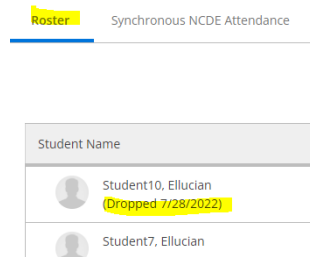 Roster Synchronous NCDE Attendance
Student Name
Student10, Ellucian
(Dropped 7/28/2022)
Student7, Ellucian